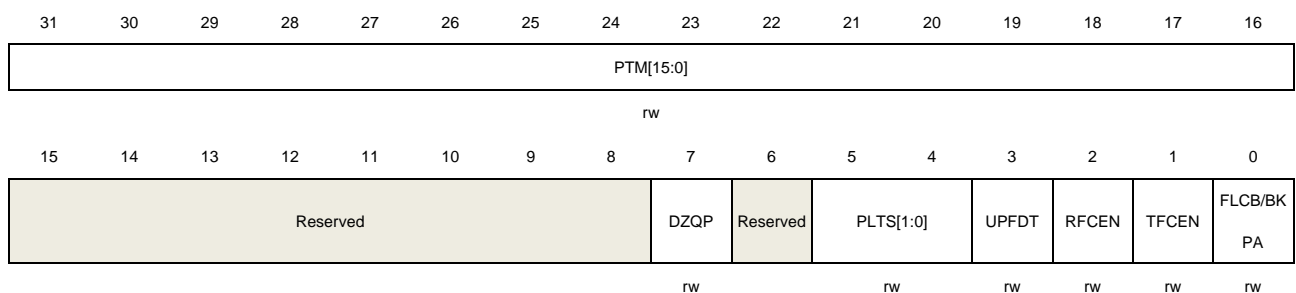 31 30 29 28 27 26 25 24 23 22 21 20 19 18 17 16
PTM[15:0]
rw
15 14 13 12 11 10 9 8 7 6 5 4 3 2 1 0
Reserved DZQP Reserved PLTS[1:0] UPFDT RFCEN TFCEN FLCB/BK
PA
rw rw rw rw rw rw